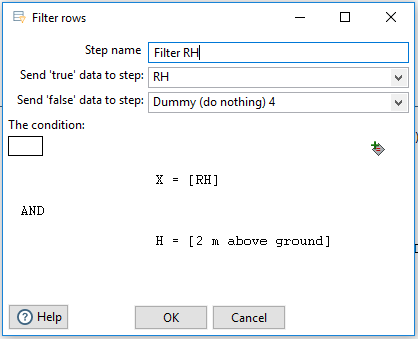 Filter rows
Step name Filter RH
Send 'true' data to step: RH
Send 'false' data to step: Dummy (do nothing) 4
The condition:
X = [RH]
AND
H = [2 m above ground]
Help OK Cancel